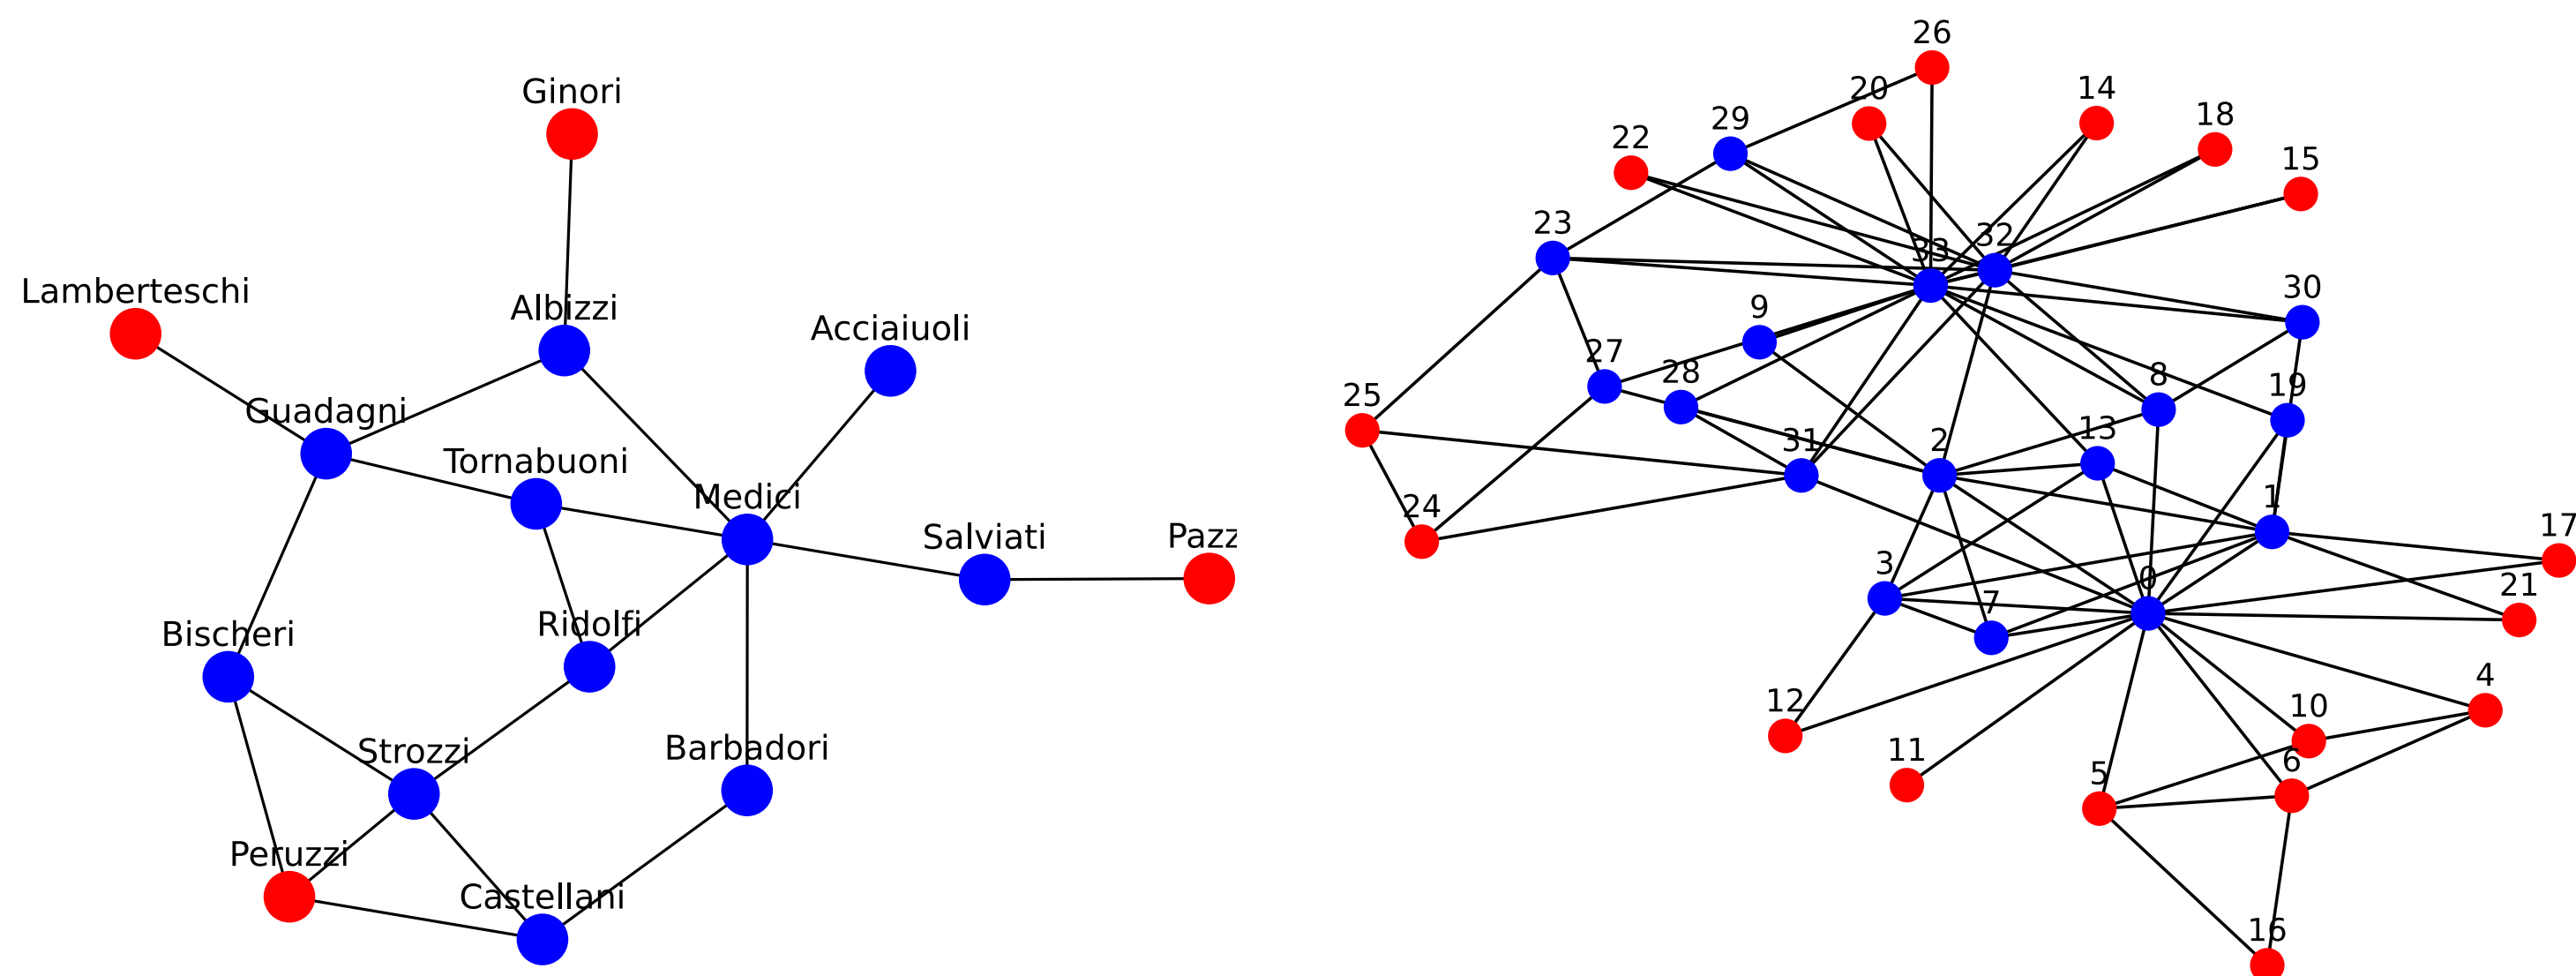 Ginori
Lamberteschi
Albizzi
Acciaiuoli
Guadagni
Tornabuoni
Medici
Salviati
Pazz
Bischeri
Ridolfi
Strozzi
Barbadori
Peruzzi
Castellani
26
20
14
18
29
22
15
23
33
32
30
9
27
28
8
19
25
31
2
13
24
1
17
3
7
0
21
12
4
10
11
6
5
16